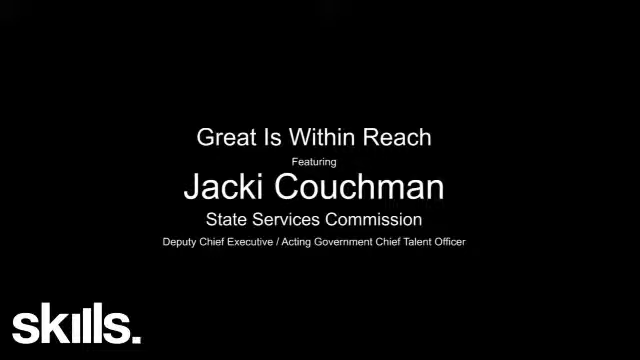 Great Is Within Reach
Featuring
Jacki Couchman
State Services Commission
Deputy Chief Executive / Acting Government Chief Talent Officer
skills.